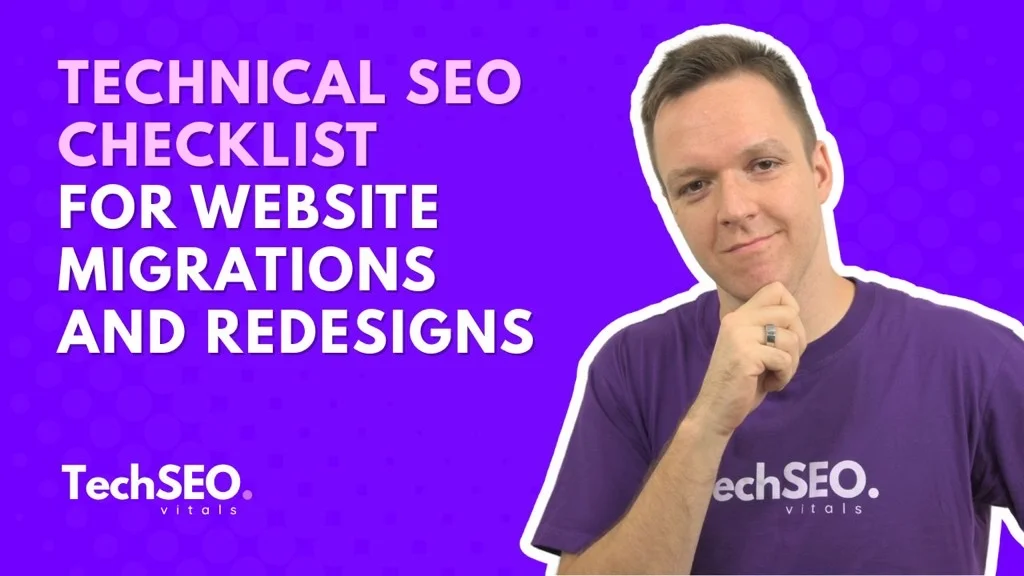 TECHNICAL SEO
CHECKLIST
FOR WEBSITE
MIGRATIONS
AND REDESIGNS
TechSEO.
vitals
echSEO.
vitals